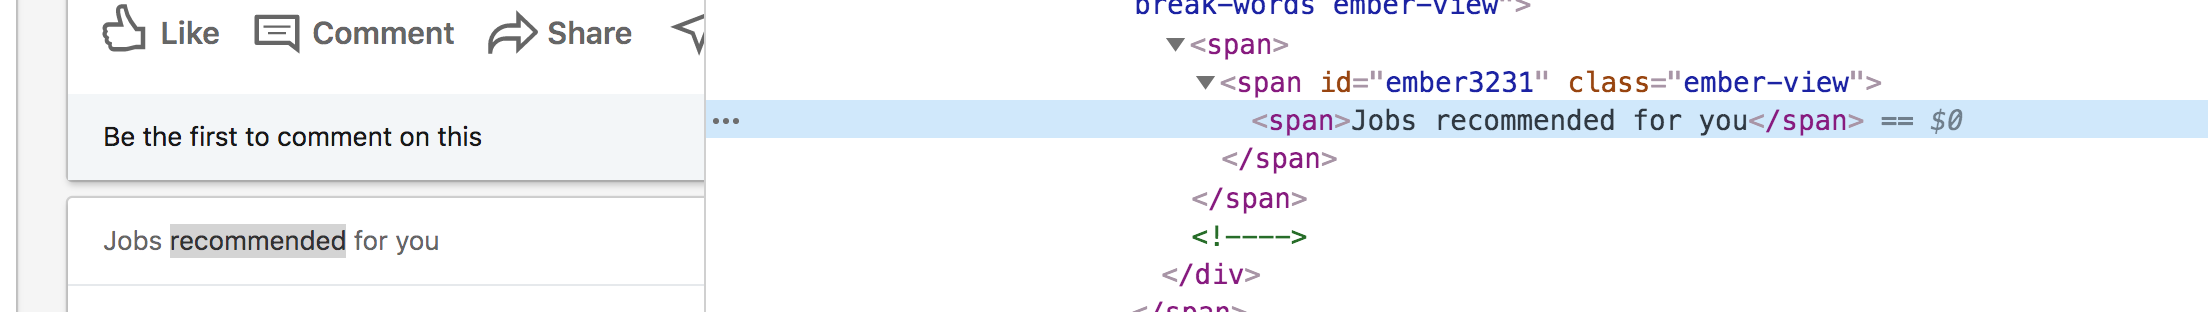 Like Comment Share
Be the first to comment on this
Jobs recommended for you
break-words ember-view">
▼<span>
▼<span id="ember3231" class="ember-view">
••• <span>Jobs recommended for you</span> == $0
</span>
</span>
<!---->
</div>
</span>